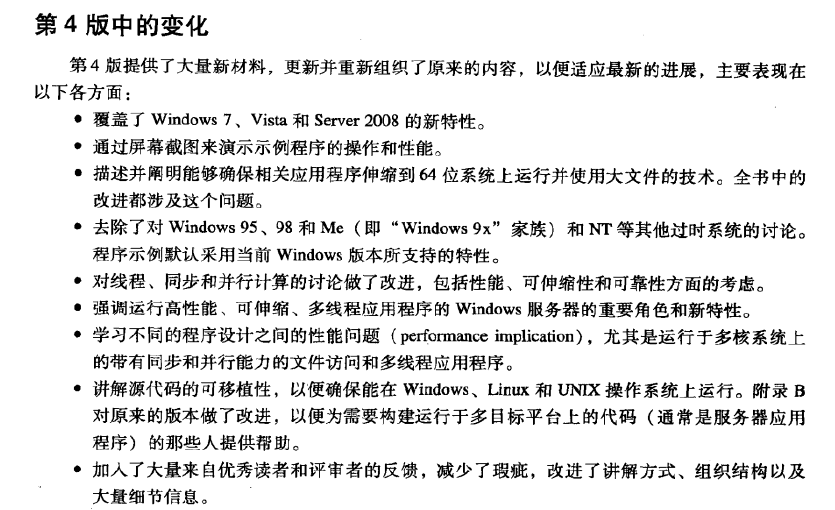 第 4 版中的变化
第 4 版提供了大量新材料，更新并重新组织了原来的内容，以便适应最新的进展，主要表现在
以下各方面：
● 覆盖了 Windows 7、Vista 和 Server 2008 的新特性。
● 通过屏幕截图来演示示例程序的操作和性能。
● 描述并阐明能够确保相关应用程序伸缩到 64 位系统上运行并使用大文件的技术。全书中的
改进都涉及这个问题。
● 去除了对 Windows 95、98 和 Me（即“Windows 9x”家族）和 NT 等其他过时系统的讨论。
程序示例默认采用当前 Windows 版本所支持的特性。
● 对线程、同步和并行计算的讨论做了改进，包括性能、可伸缩性和可靠性方面的考虑。
● 强调运行高性能、可伸缩、多线程应用程序的 Windows 服务器的重要角色和新特性。
● 学习不同的程序设计之间的性能问题（performance implication），尤其是运行于多核系统上
的带有同步和并行能力的文件访问和多线程应用程序。
● 讲解源代码的可移植性，以便确保能在 Windows、Linux 和 UNIX 操作系统上运行。附录 B
对原来的版本做了改进，以便为需要构建运行于多目标平台上的代码（通常是服务器应用
程序）的那些人提供帮助。
● 加入了大量来自优秀读者和评审者的反馈，减少了瑕疵，改进了讲解方式、组织结构以及
大量细节信息。